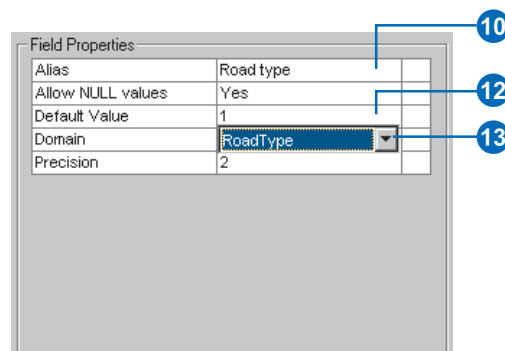 10
Field Properties
Alias Road type
Allow NULL values Yes
12
Default Value 1
Domain RoadType
13
Precision 2